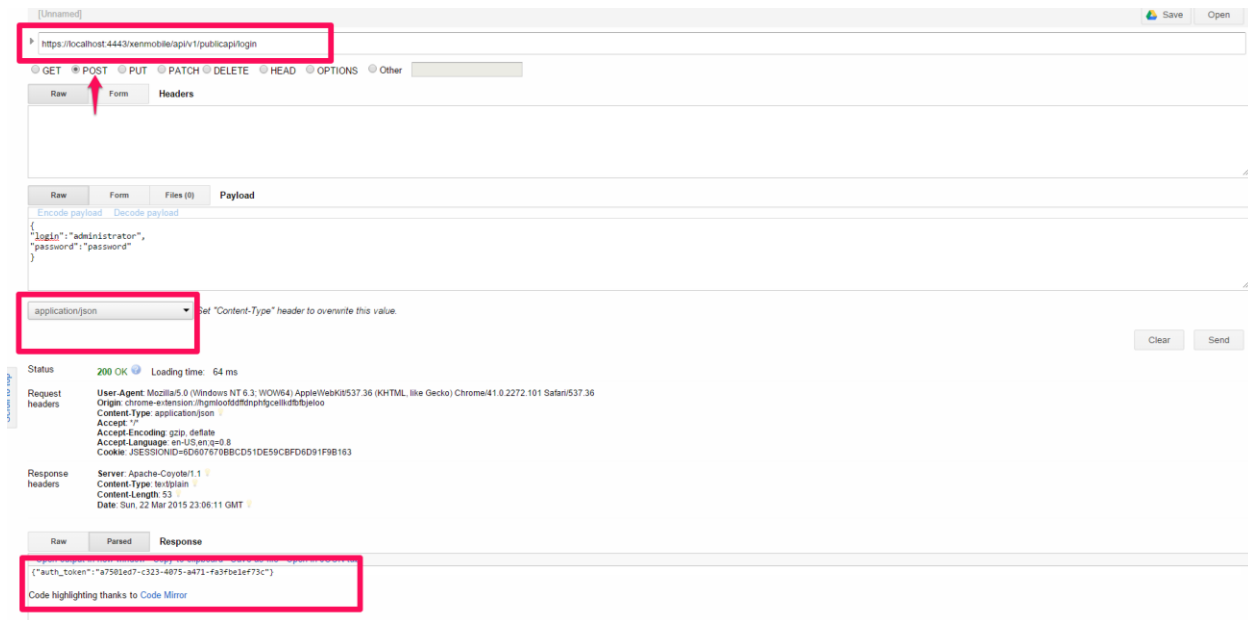 [Unnamed]
Save Open
https://localhost:4443/xenmobile/api/v1/publicapi/login
GET POST PUT PATCH DELETE HEAD OPTIONS Other
Raw Form Headers
Raw Form Files (0) Payload
Encode payload Decode payload
{
"login":"administrator",
"password":"password"
}
application/json Set "Content-Type" header to overwrite this value.
Clear Send
Status 200 OK Loading time: 64 ms
Request headers
User-Agent: Mozilla/5.0 (Windows NT 6.3; WOW64) AppleWebKit/537.36 (KHTML, like Gecko) Chrome/41.0.2272.101 Safari/537.36
Origin: chrome-extension://hgmloofddffdnphfgcellkdfbfbjeloo
Content-Type: application/json
Accept: */*
Accept-Encoding: gzip, deflate
Accept-Language: en-US,en;q=0.8
Cookie: JSESSIONID=6D607670BBCD51DE59CBFD6D91F9B163
Response headers
Server: Apache-Coyote/1.1
Content-Type: text/plain
Content-Length: 53
Date: Sun, 22 Mar 2015 23:06:11 GMT
Raw Parsed Response
{"auth_token":"a7501ed7-c323-4075-a471-fa3fbe1ef73c"}
Code highlighting thanks to Code Mirror